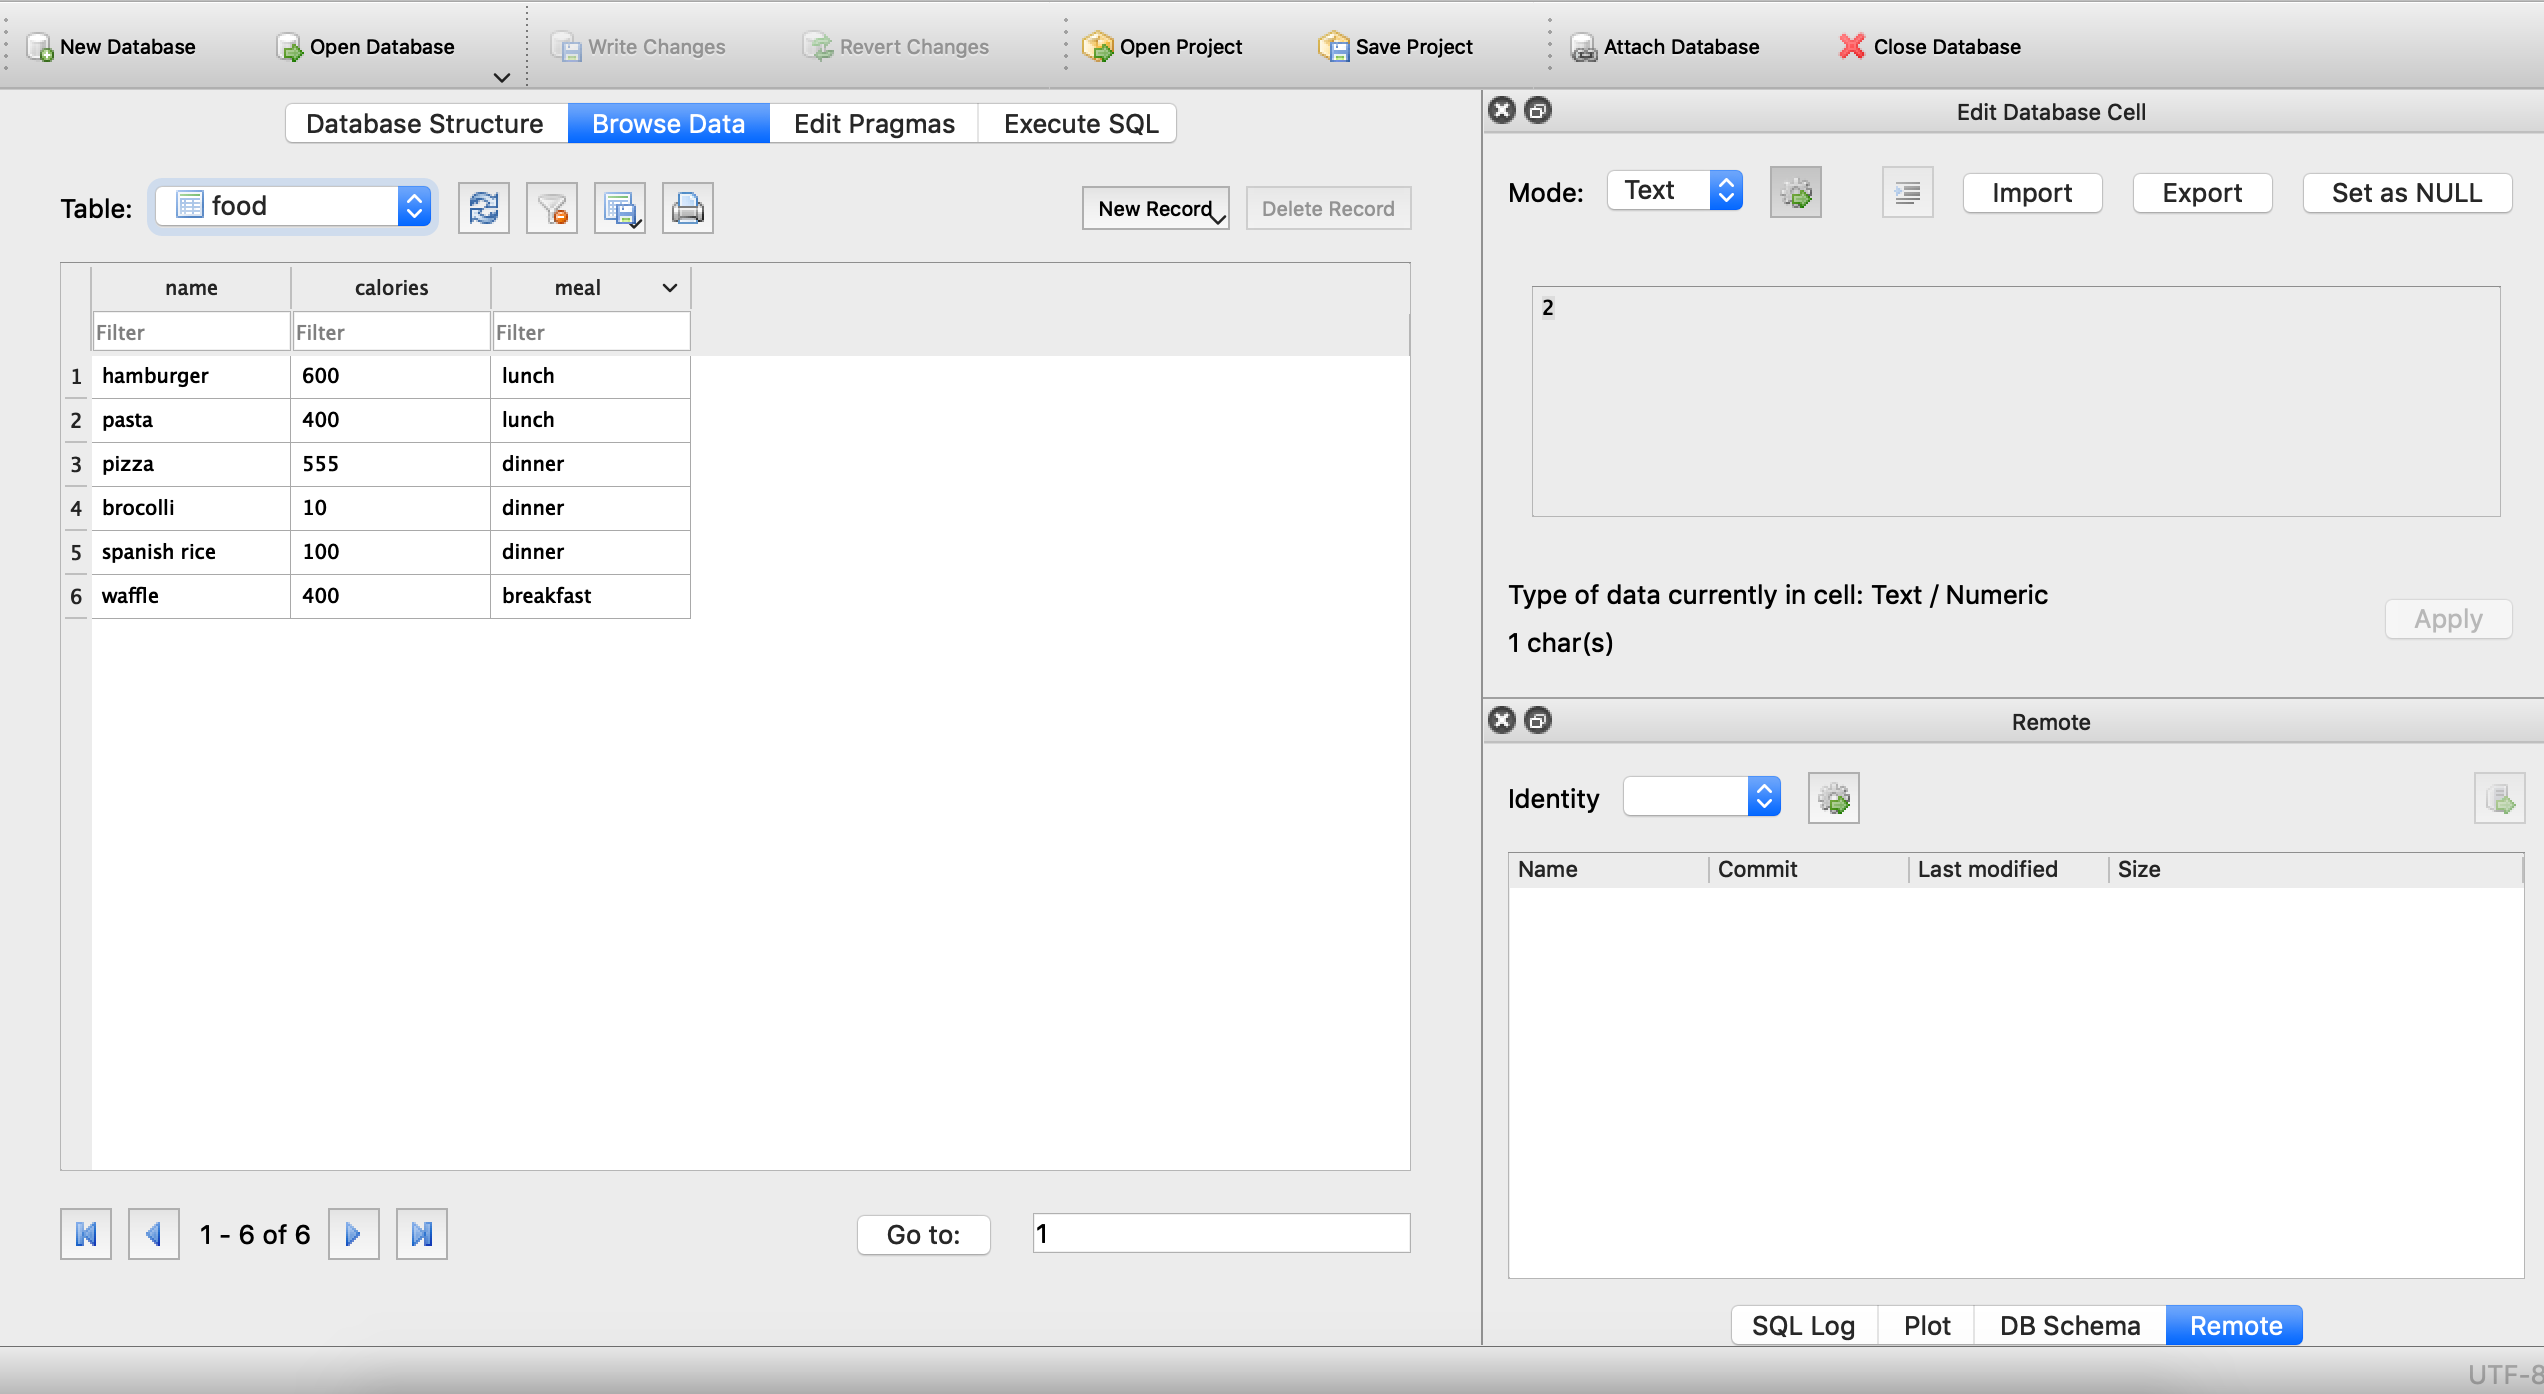 New Database Open Database Write Changes Revert Changes Open Project Save Project Attach Database Close Database
Database Structure Browse Data Edit Pragmas Execute SQL
Table: food New Record Delete Record
name calories meal
Filter Filter Filter
1 hamburger 600 lunch
2 pasta 400 lunch
3 pizza 555 dinner
4 brocolli 10 dinner
5 spanish rice 100 dinner
6 waffle 400 breakfast
1 - 6 of 6 Go to: 1
Edit Database Cell
Mode: Text Import Export Set as NULL
2
Type of data currently in cell: Text / Numeric
1 char(s)
Apply
Remote
Identity
Name Commit Last modified Size
SQL Log Plot DB Schema Remote
UTF-8